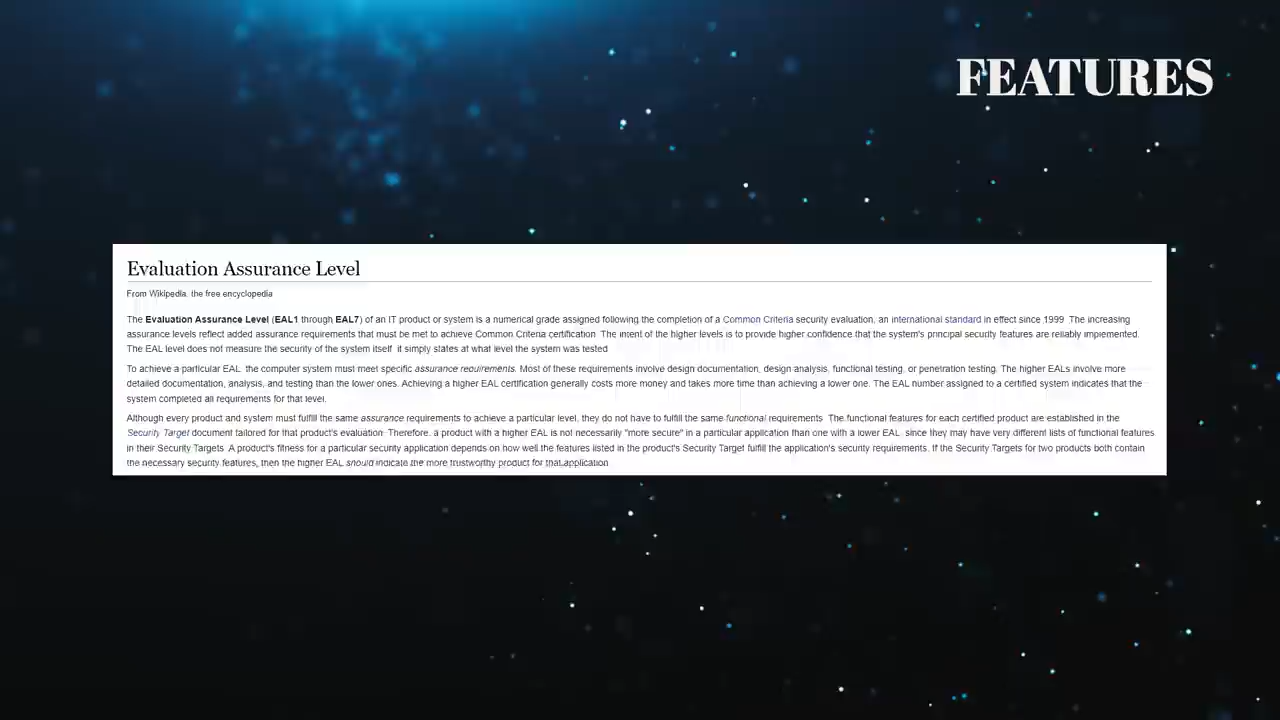 FEATURES
Evaluation Assurance Level
From Wikipedia, the free encyclopedia
The Evaluation Assurance Level (EAL1 through EAL7) of an IT product or system is a numerical grade assigned following the completion of a Common Criteria security evaluation, an international standard in effect since 1999. The increasing
assurance levels reflect added assurance requirements that must be met to achieve Common Criteria certification. The intent of the higher levels is to provide higher confidence that the system's principal security features are reliably implemented.
The EAL level does not measure the security of the system itself, it simply states at what level the system was tested.
To achieve a particular EAL, the computer system must meet specific assurance requirements. Most of these requirements involve design documentation, design analysis, functional testing, or penetration testing. The higher EALs involve more
detailed documentation, analysis, and testing than the lower ones. Achieving a higher EAL certification generally costs more money and takes more time than achieving a lower one. The EAL number assigned to a certified system indicates that the
system completed all requirements for that level.
Although every product and system must fulfill the same assurance requirements to achieve a particular level, they do not have to fulfill the same functional requirements. The functional features for each certified product are established in the
Security Target document tailored for that product's evaluation. Therefore, a product with a higher EAL is not necessarily "more secure" in a particular application than one with a lower EAL, since they may have very different lists of functional features
in their Security Targets. A product's fitness for a particular security application depends on how well the features listed in the product's Security Target fulfill the application's security requirements. If the Security Targets for two products both contain
the necessary security features, then the higher EAL should indicate the more trustworthy product for that application.